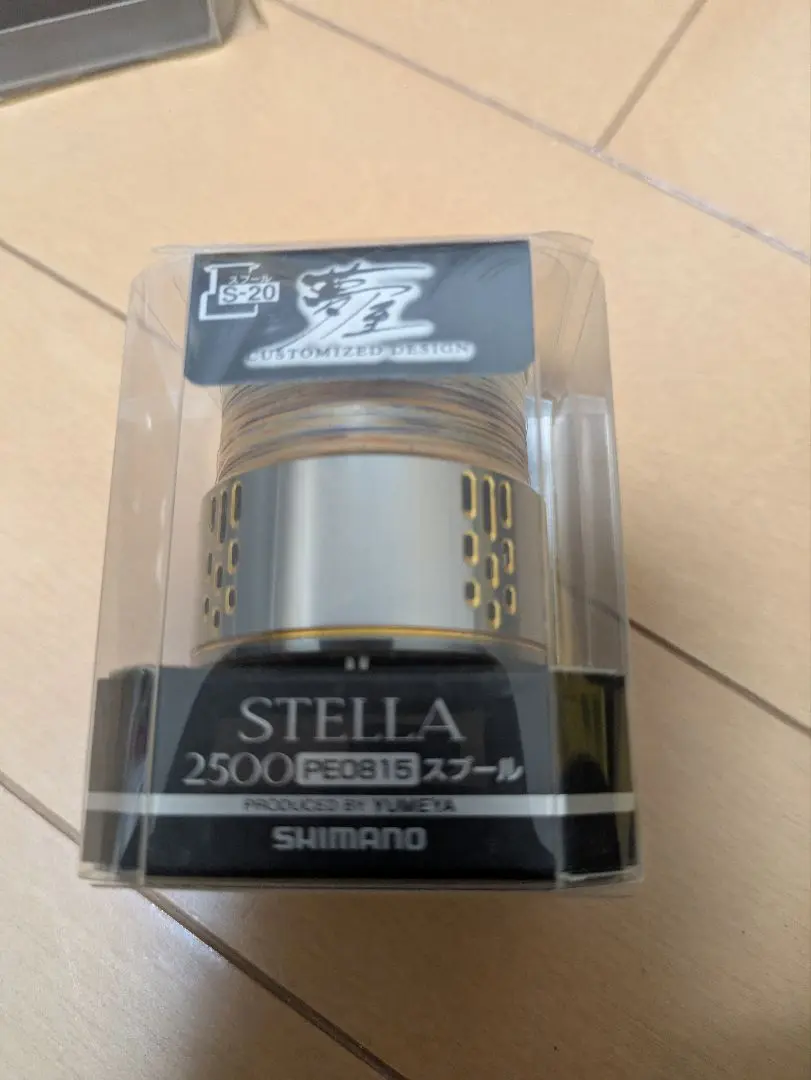 スプール
S-20
夢屋
CUSTOMIZED DESIGN
STELLA
2500 PE0815 スプール
PRODUCED BY YUMEYA
SHIMANO